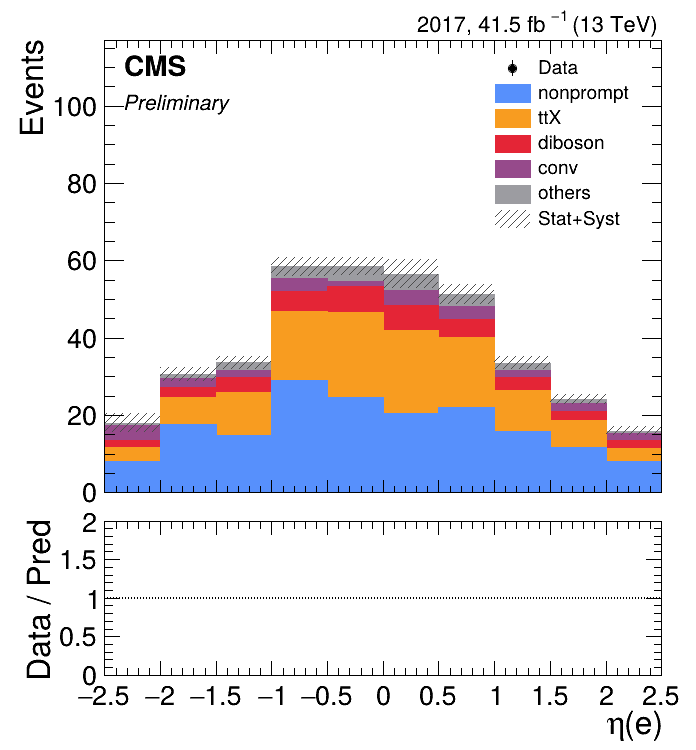 2017, 41.5 fb⁻¹ (13 TeV)
CMS
Preliminary
Events
100
80
60
40
20
0
Data
nonprompt
ttX
diboson
conv
others
Stat+Syst
Data / Pred
2
1.5
1
0.5
0
−2.5 −2 −1.5 −1 −0.5 0 0.5 1 1.5 2 2.5
η(e)